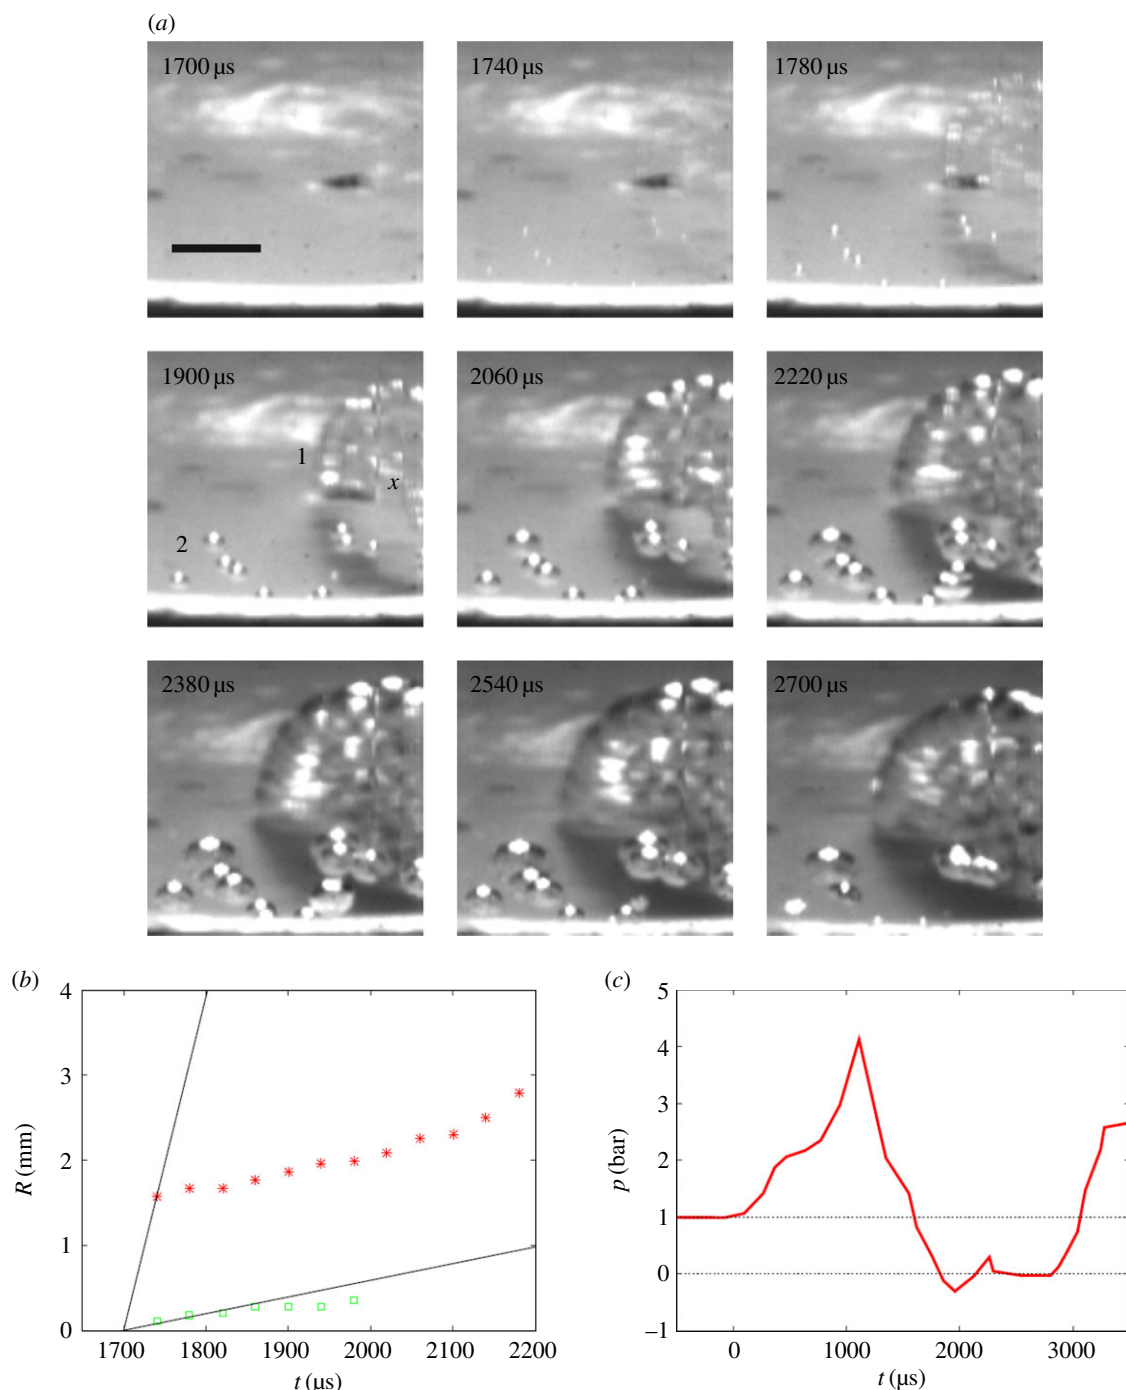 (a)
1700 µs 1740 µs 1780 µs
1900 µs 2060 µs 2220 µs
1
x
2
2380 µs 2540 µs 2700 µs
(b)
4
3
2
1
0
R (mm)
1700 1800 1900 2000 2100 2200
t (µs)
(c)
5
4
3
2
1
0
−1
p (bar)
0 1000 2000 3000
t (µs)